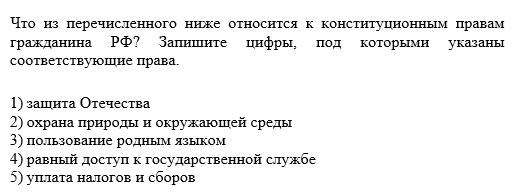 Что из перечисленного ниже относится к конституционным правам
гражданина РФ? Запишите цифры, под которыми указаны
соответствующие права.
1) защита Отечества
2) охрана природы и окружающей среды
3) пользование родным языком
4) равный доступ к государственной службе
5) уплата налогов и сборов